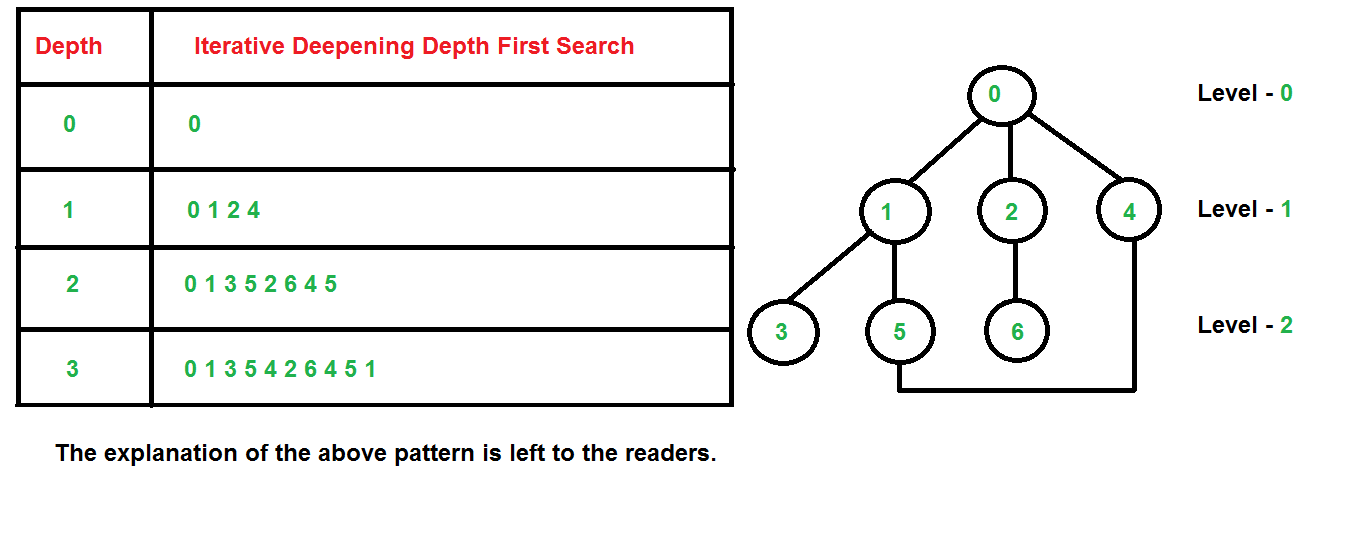 Depth Iterative Deepening Depth First Search
0 0
1 0 1 2 4
2 0 1 3 5 2 6 4 5
3 0 1 3 5 4 2 6 4 5 1
The explanation of the above pattern is left to the readers.
0 Level - 0
1 2 4 Level - 1
3 5 6 Level - 2